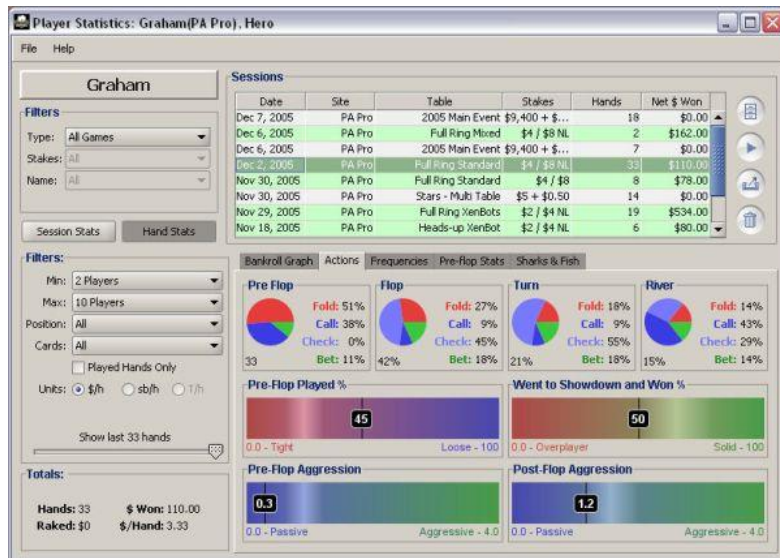 Player Statistics: Graham(PA Pro), Hero
File Help
Graham
Filters
Type: All Games
Stakes: All
Name: All
Session Stats Hand Stats
Filters:
Min: 2 Players
Max: 10 Players
Position: All
Cards: All
Played Hands Only
Units: $/h sb/h T/h
Show last 33 hands
Totals:
Hands: 33 $ Won: 110.00
Raked: $0 $/Hand: 3.33
Sessions
Date Site Table Stakes Hands Net $ Won
Dec 7, 2005 PA Pro 2005 Main Event $9,400 + $... 18 $0.00
Dec 6, 2005 PA Pro Full Ring Mixed $4 / $8 NL 2 $162.00
Dec 6, 2005 PA Pro 2005 Main Event $9,400 + $... 7 $0.00
Dec 2, 2005 PA Pro Full Ring Standard $4 / $8 NL 33 $110.00
Nov 30, 2005 PA Pro Full Ring Standard $4 / $8 8 $78.00
Nov 30, 2005 PA Pro Stars - Multi Table $5 + $0.50 14 $0.00
Nov 29, 2005 PA Pro Full Ring XenBots $2 / $4 NL 19 $534.00
Nov 18, 2005 PA Pro Heads-up XenBot $2 / $4 NL 6 $80.00
Bankroll Graph Actions Frequencies Pre-flop Stats Sharks & Fish
Pre Flop
Fold: 51%
Call: 38%
Check: 0%
33 Bet: 11%
Flop
Fold: 27%
Call: 9%
Check: 45%
42% Bet: 18%
Turn
Fold: 18%
Call: 9%
Check: 55%
21% Bet: 18%
River
Fold: 14%
Call: 43%
Check: 29%
15% Bet: 14%
Pre-Flop Played %
45
0.0 - Tight Loose - 100
Went to Showdown and Won %
50
0.0 - Overplayer Solid - 100
Pre-Flop Aggression
0.3
0.0 - Passive Aggressive - 4.0
Post-Flop Aggression
1.2
0.0 - Passive Aggressive - 4.0